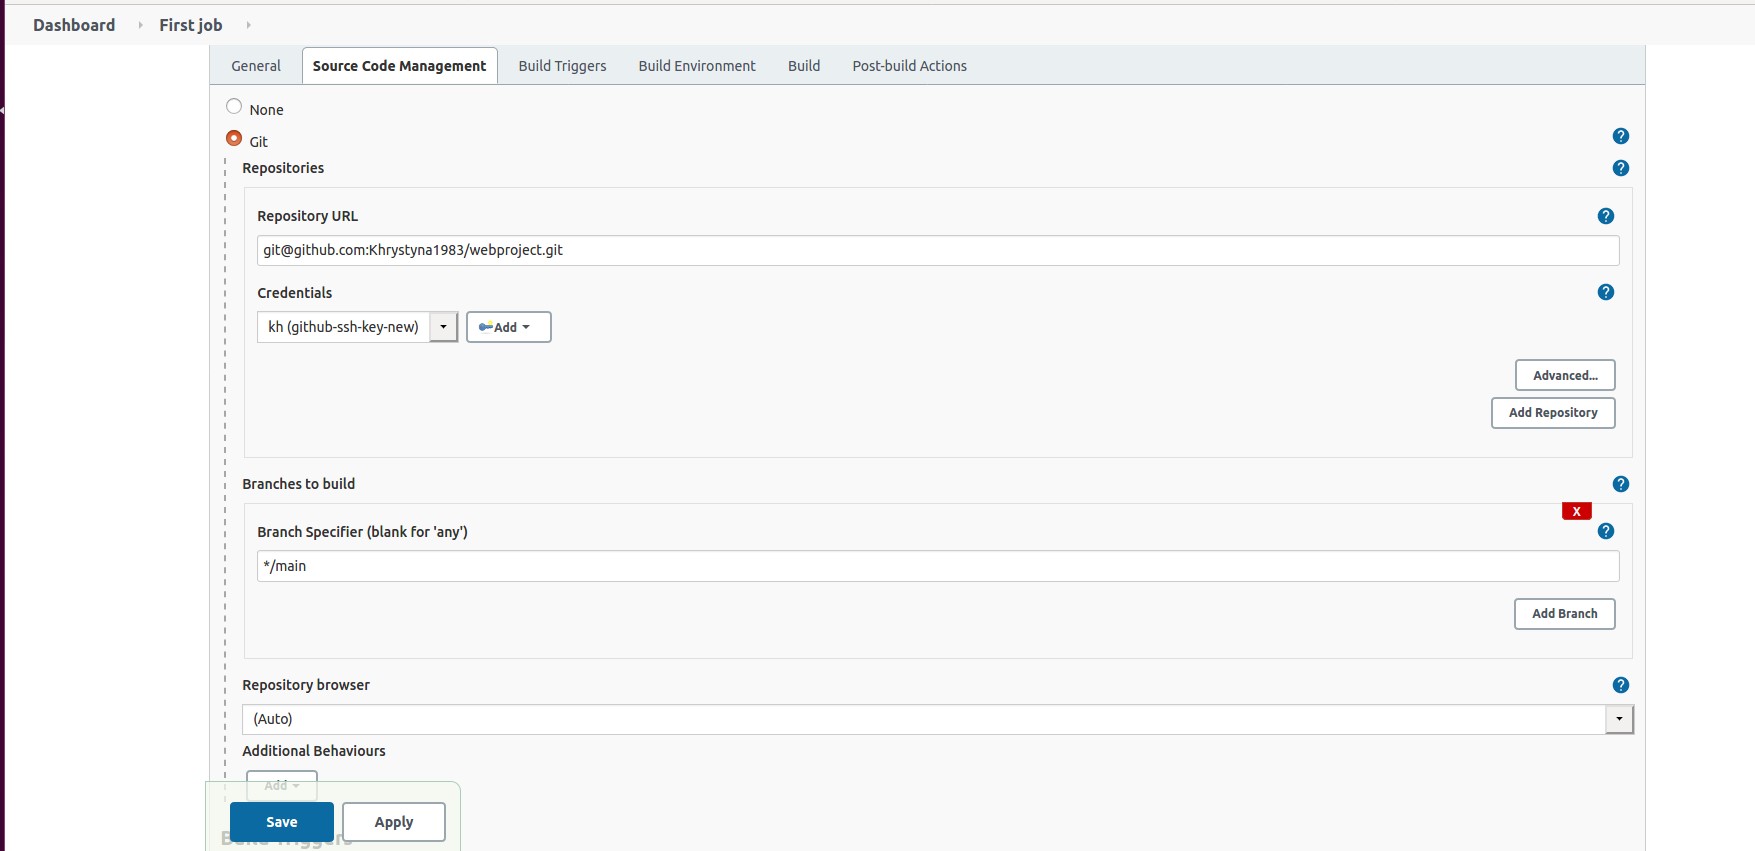 Dashboard First job
General Source Code Management Build Triggers Build Environment Build Post-build Actions
None
Git
?
Repositories
?
Repository URL
?
git@github.com:Khrystyna1983/webproject.git
Credentials
?
kh (github-ssh-key-new) Add
Advanced...
Add Repository
Branches to build
?
X
Branch Specifier (blank for 'any')
?
*/main
Add Branch
Repository browser
?
(Auto)
Additional Behaviours
Add
Save Apply
Build Triggers